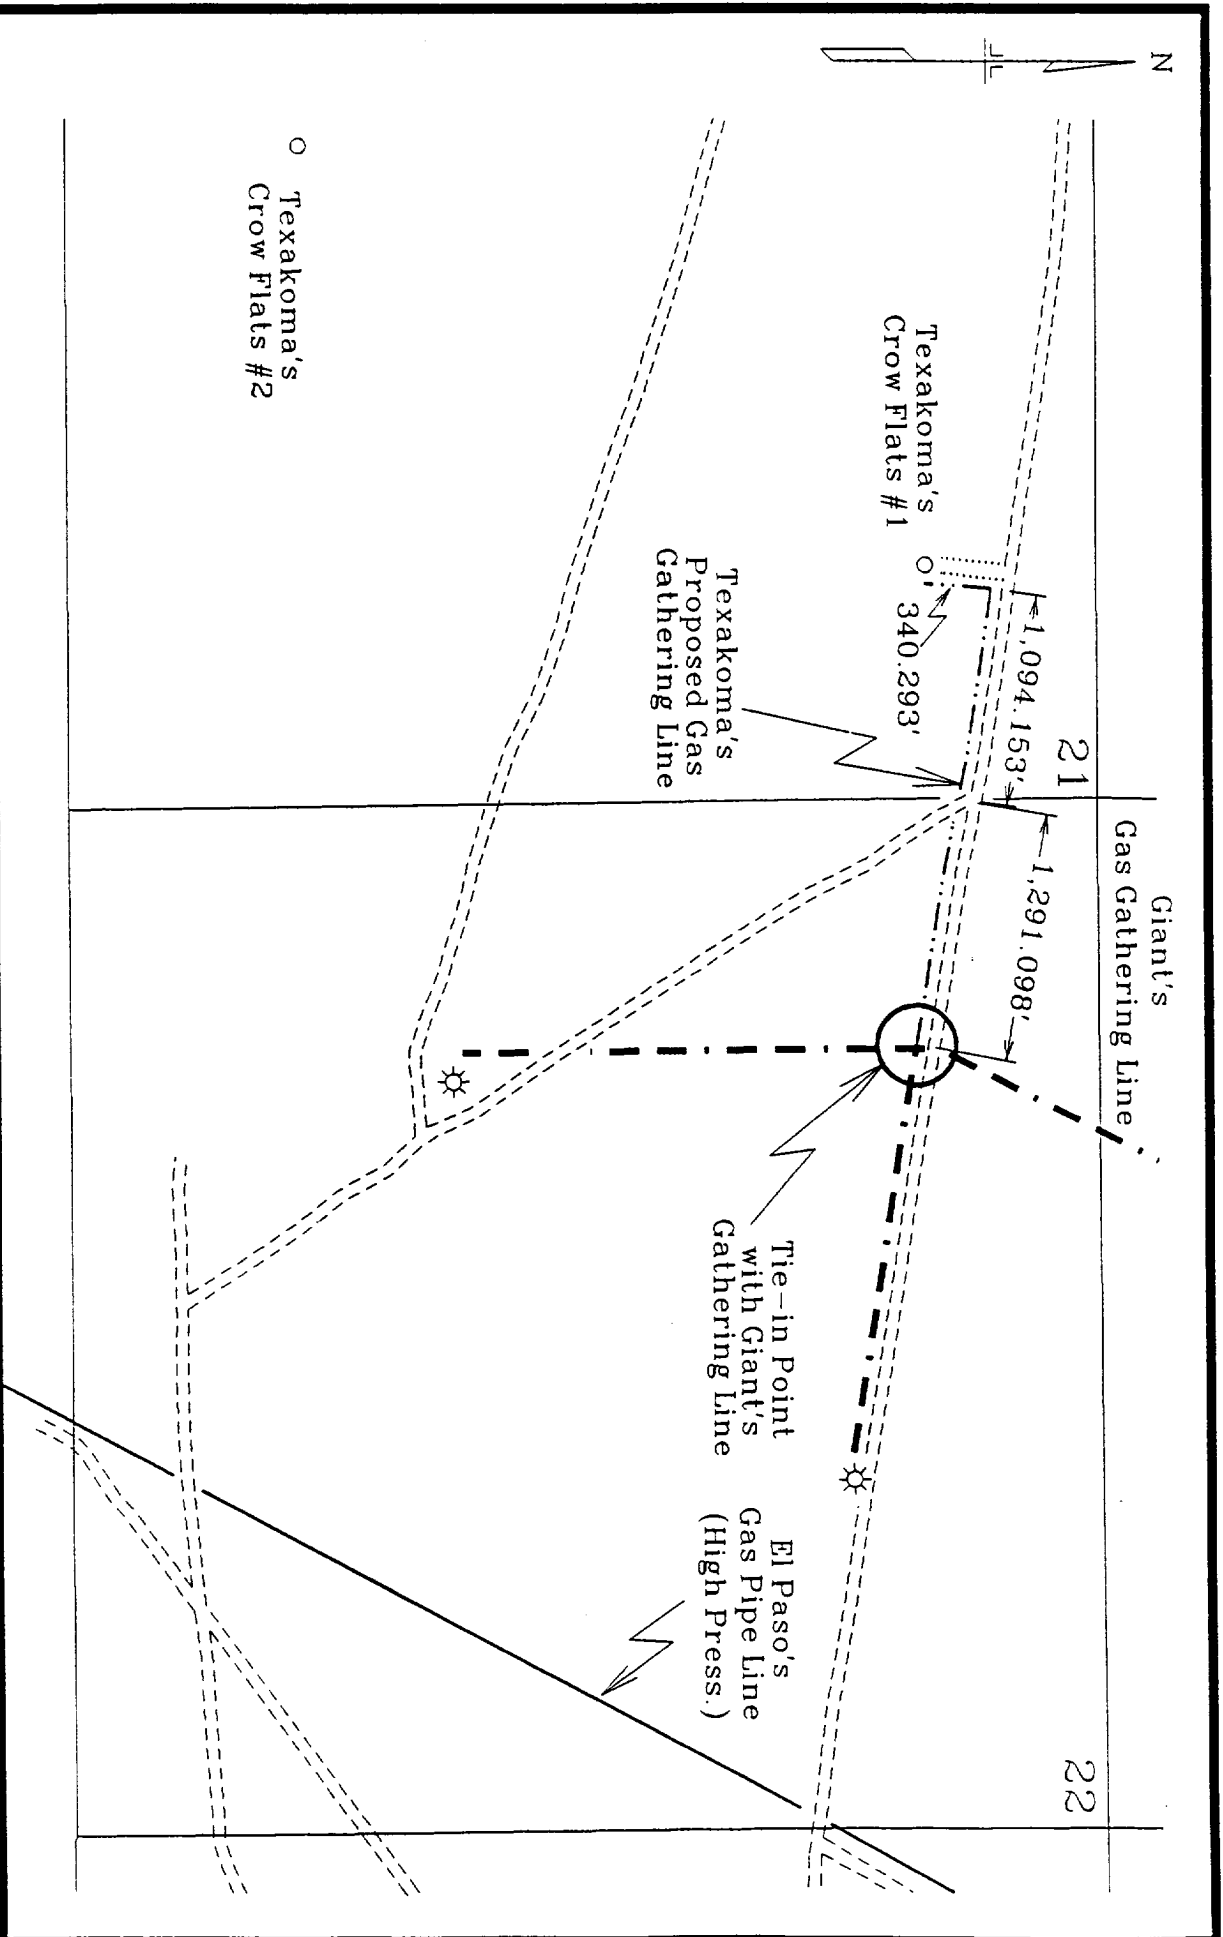 N
21
22
Giant's
Gas Gathering Line
1,094.153'
1,291.098'
Texakoma's
Crow Flats #1
340.293'
Texakoma's
Proposed Gas
Gathering Line
Tie-in Point
with Giant's
Gathering Line
El Paso's
Gas Pipe Line
(High Press.)
Texakoma's
Crow Flats #2